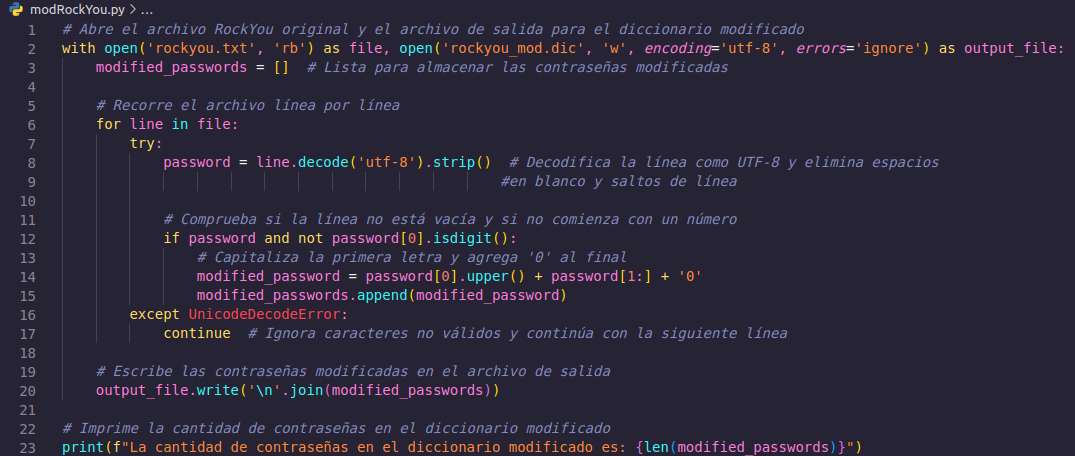 modRockYou.py > ...
1 # Abre el archivo RockYou original y el archivo de salida para el diccionario modificado
2 with open('rockyou.txt', 'rb') as file, open('rockyou_mod.dic', 'w', encoding='utf-8', errors='ignore') as output_file:
3     modified_passwords = []  # Lista para almacenar las contraseñas modificadas
4
5     # Recorre el archivo línea por línea
6     for line in file:
7         try:
8             password = line.decode('utf-8').strip()  # Decodifica la línea como UTF-8 y elimina espacios
9                                                     #en blanco y saltos de línea
10
11             # Comprueba si la línea no está vacía y si no comienza con un número
12             if password and not password[0].isdigit():
13                 # Capitaliza la primera letra y agrega '0' al final
14                 modified_password = password[0].upper() + password[1:] + '0'
15                 modified_passwords.append(modified_password)
16         except UnicodeDecodeError:
17             continue  # Ignora caracteres no válidos y continúa con la siguiente línea
18
19     # Escribe las contraseñas modificadas en el archivo de salida
20     output_file.write('\n'.join(modified_passwords))
21
22 # Imprime la cantidad de contraseñas en el diccionario modificado
23 print(f"La cantidad de contraseñas en el diccionario modificado es: {len(modified_passwords)}")